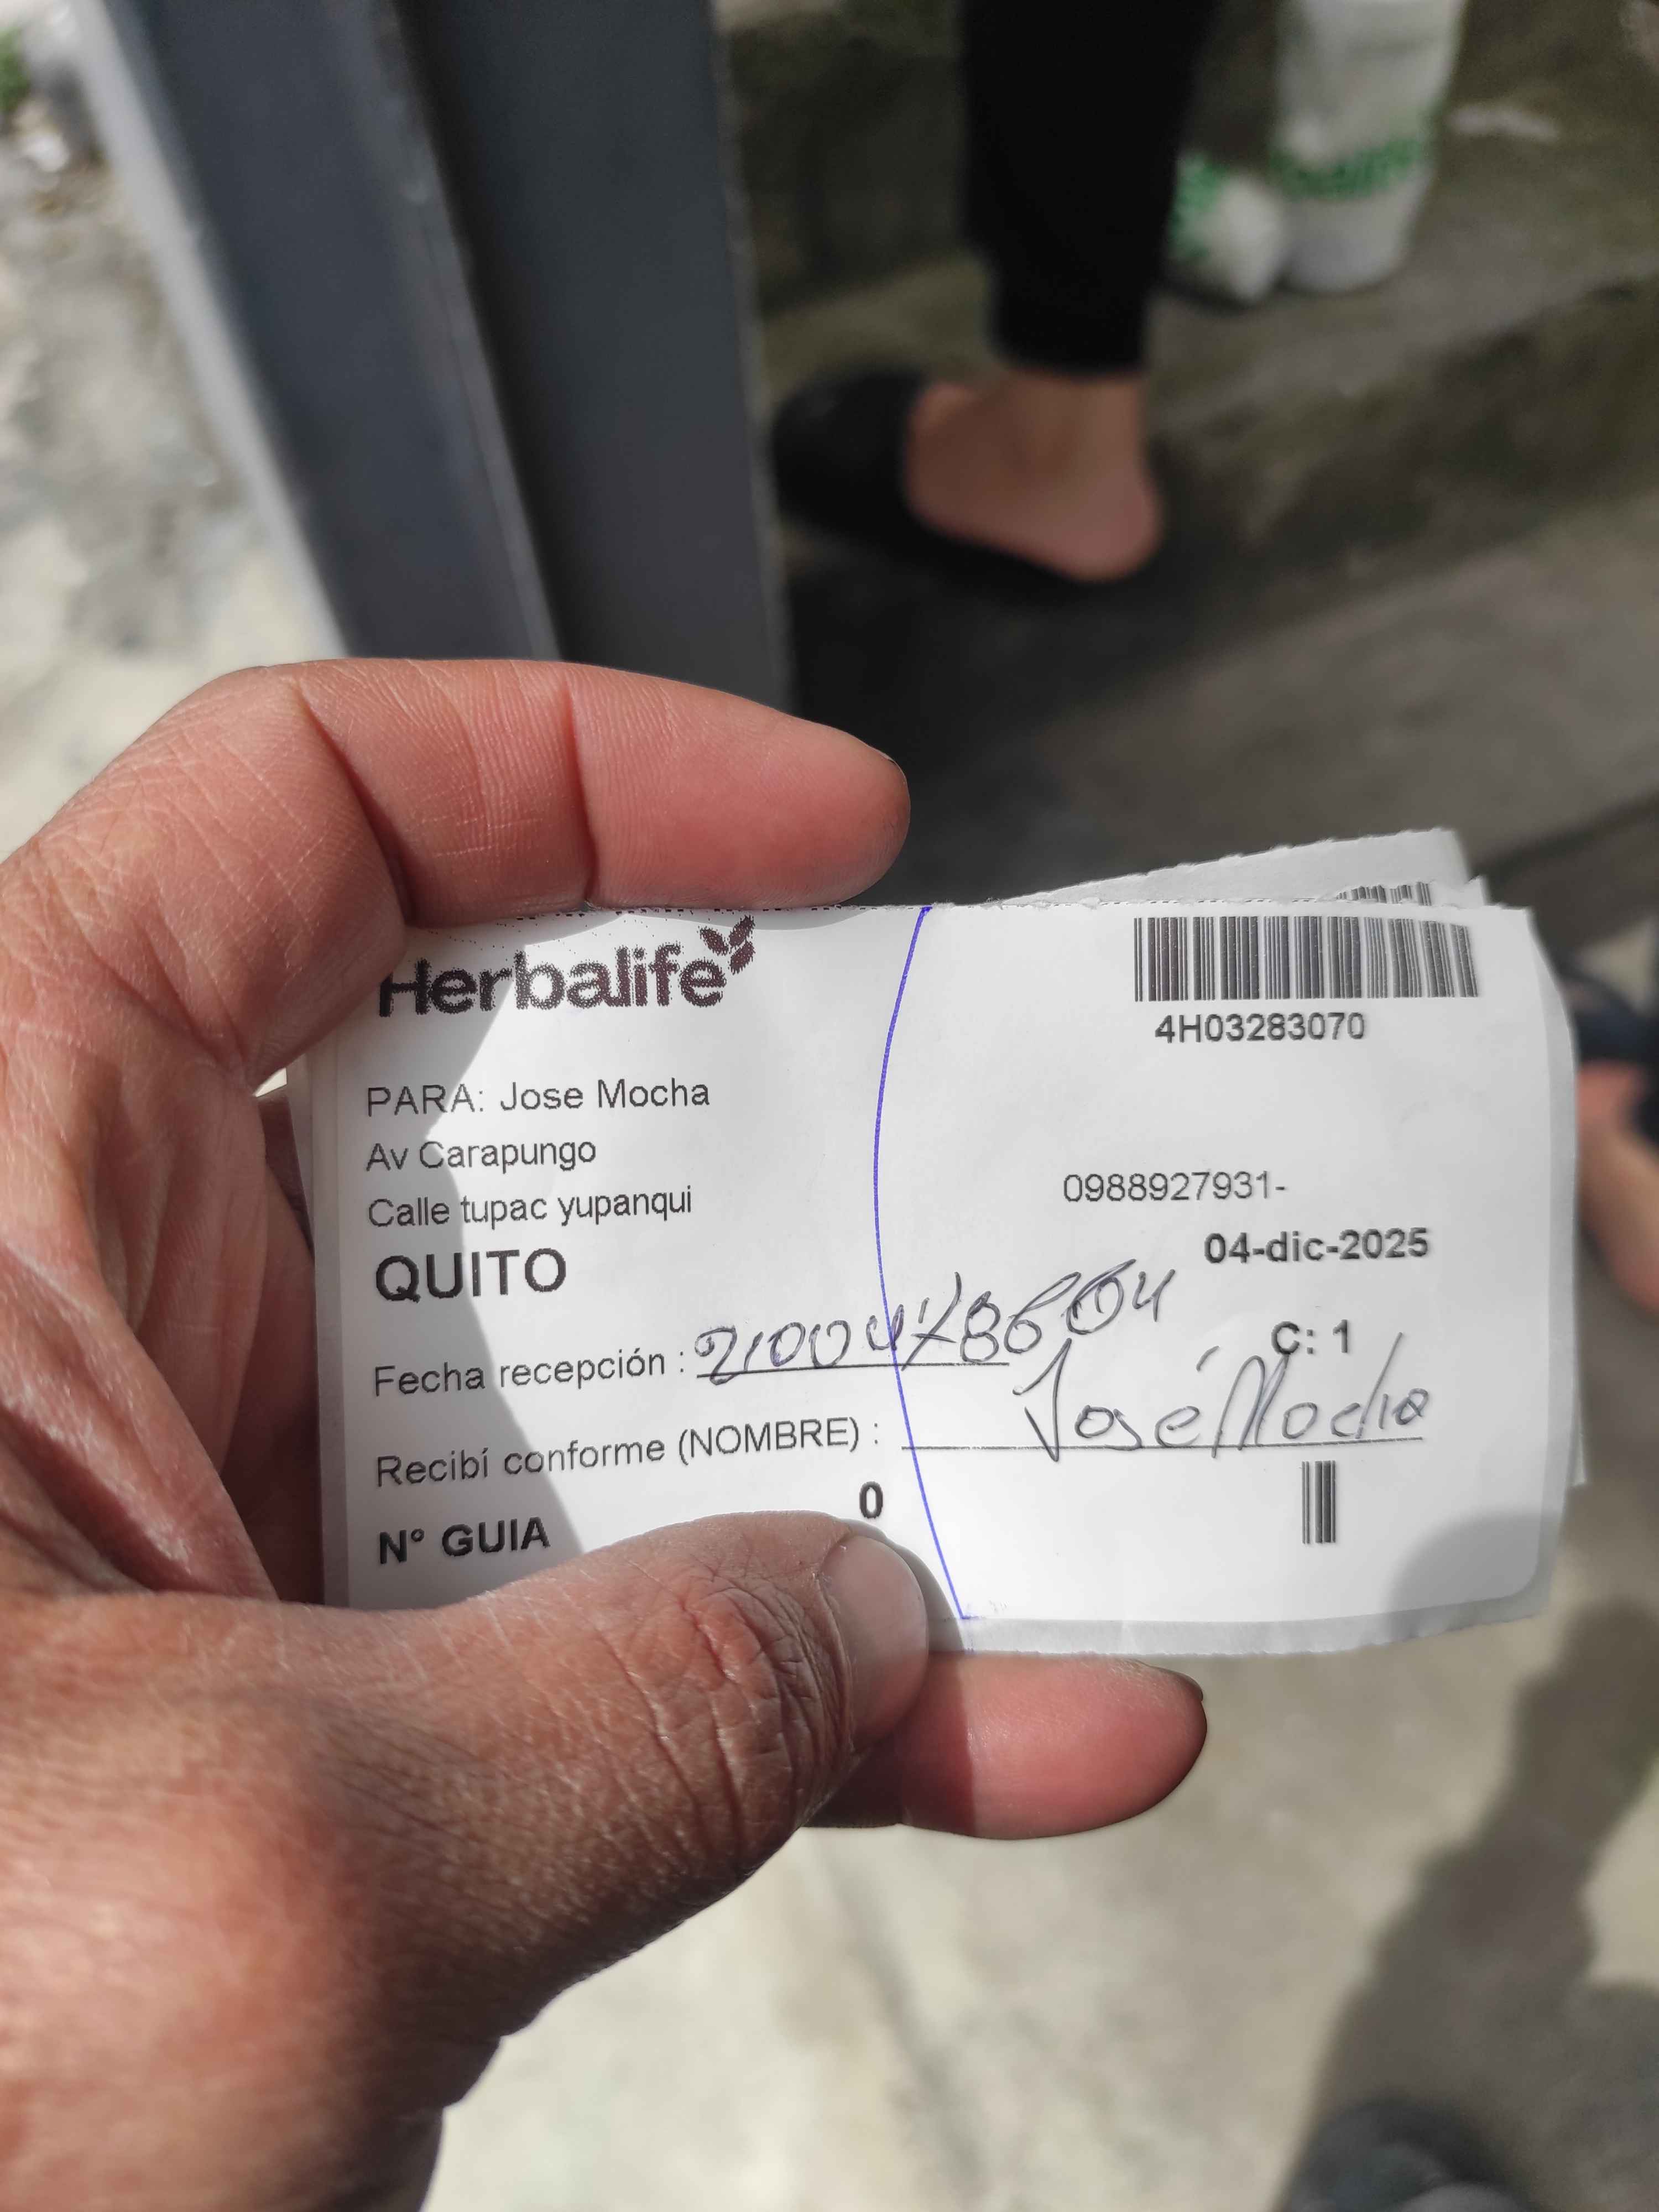 Herbalife
4H03283070
PARA: Jose Mocha
Av Carapungo
Calle tupac yupanqui
0988927931-
QUITO
04-dic-2025
C: 1
Fecha recepción : 2100478604
Recibí conforme (NOMBRE) : José Mocha
Nº GUIA 0